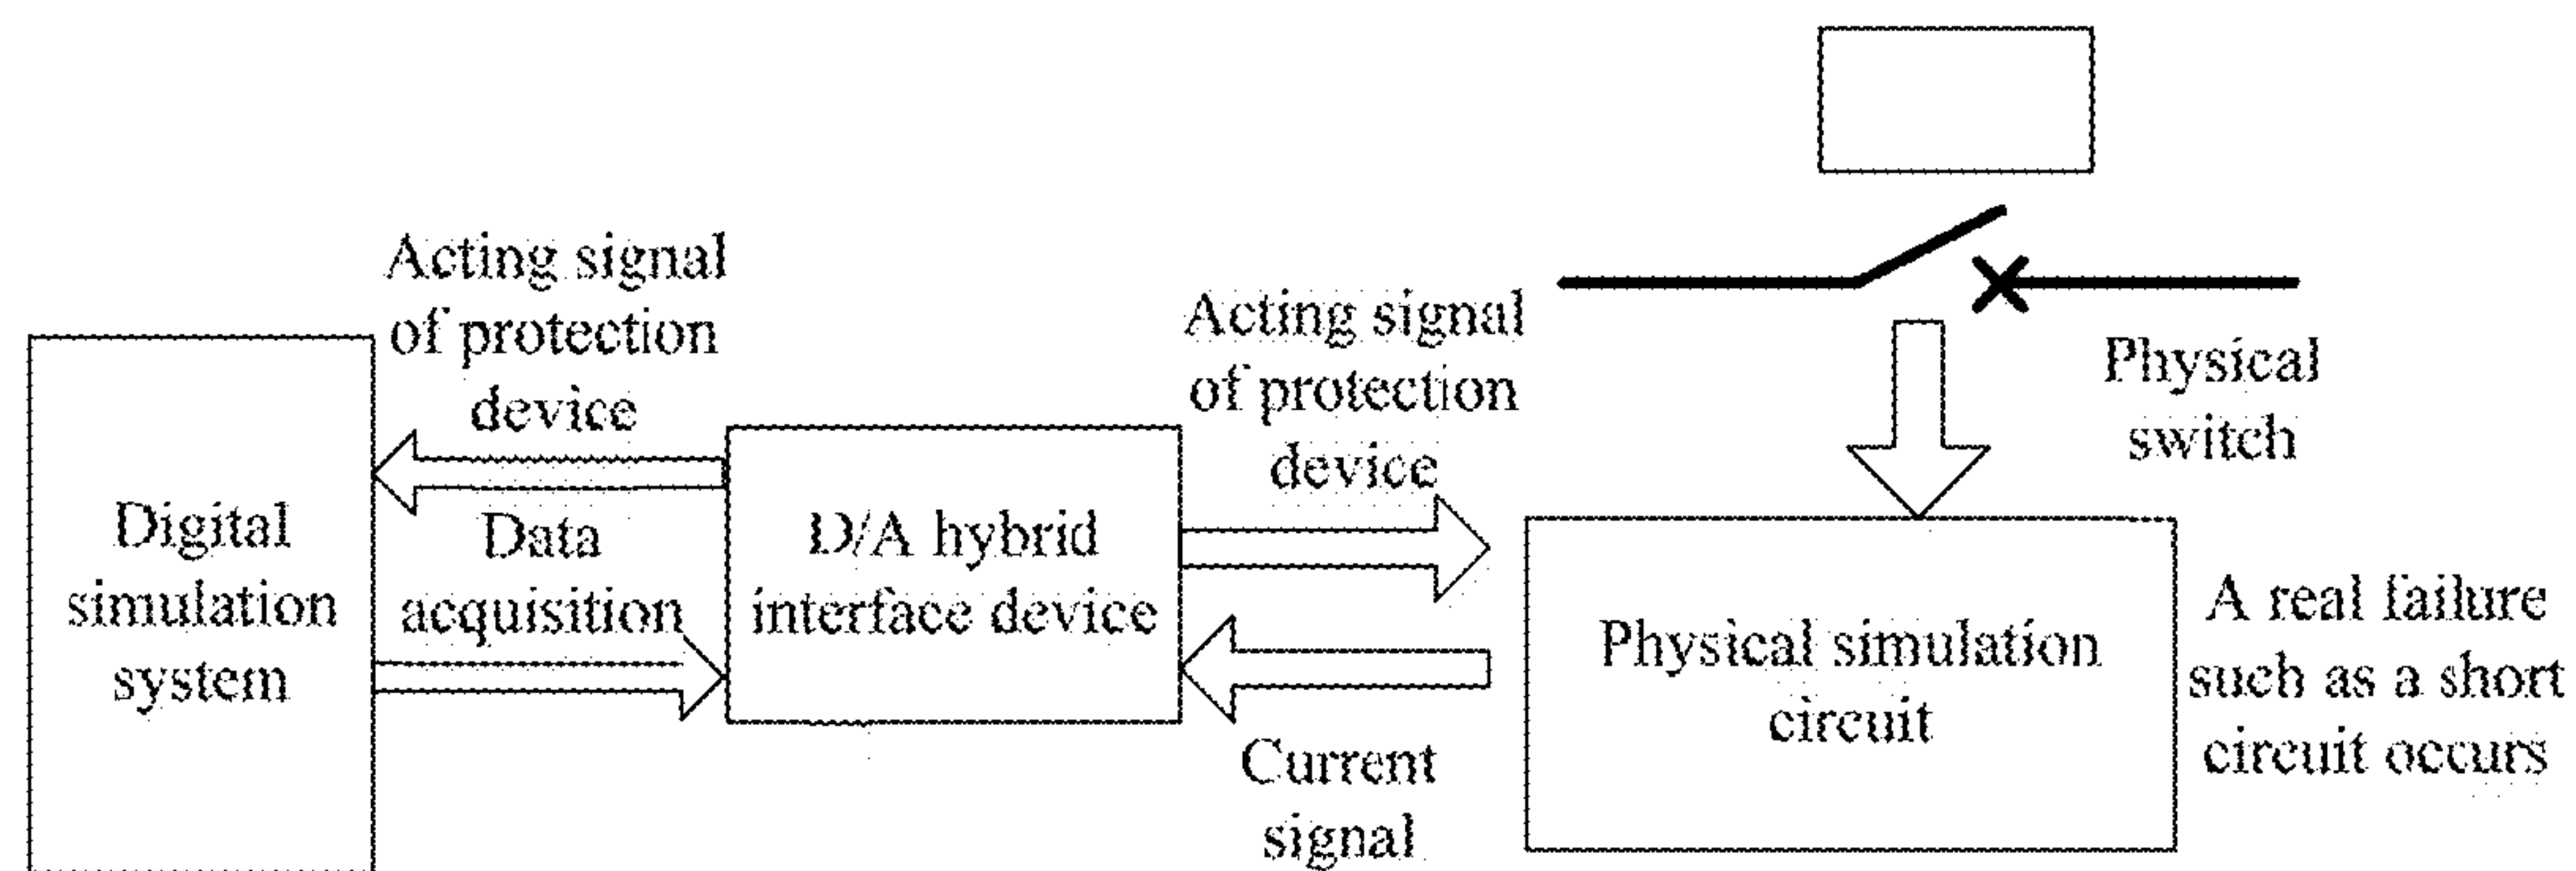 Acting signal
of protection
device
Digital
simulation
system
Data
acquisition
D/A hybrid
interface device
Acting signal
of protection
device
Current
signal
Physical
switch
Physical simulation
circuit
A real failure
such as a short
circuit occurs